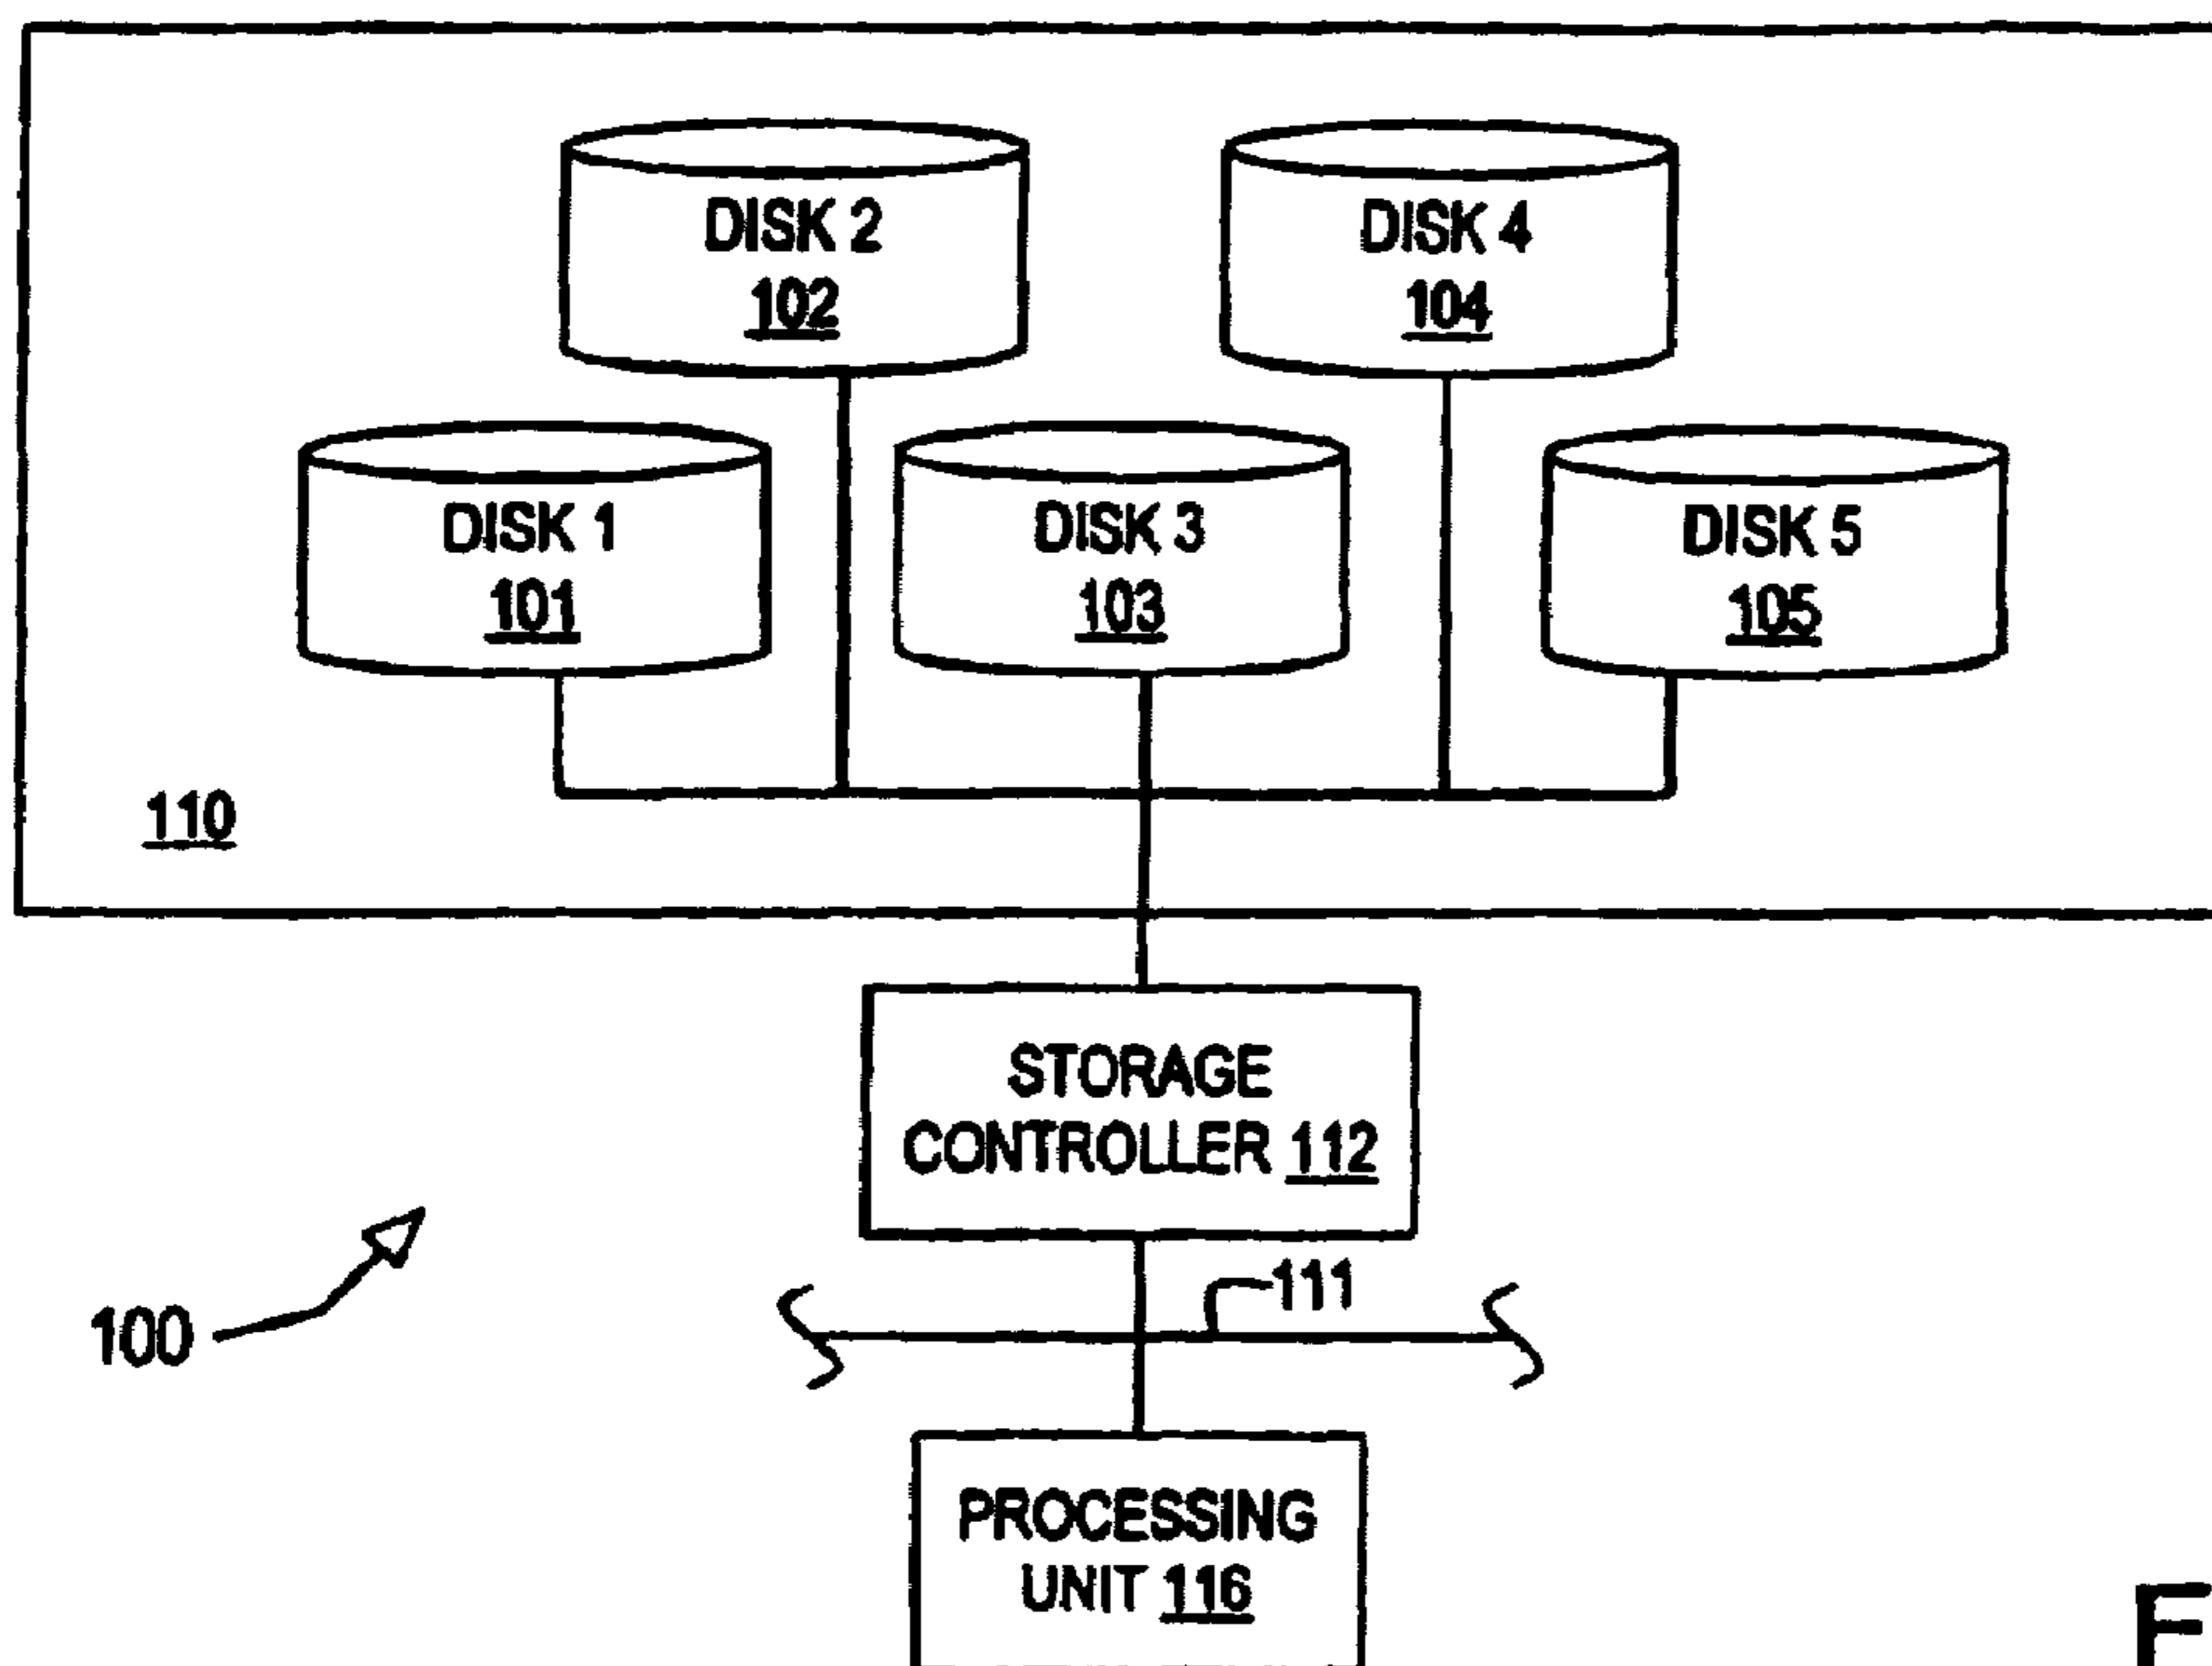 DISK 2
102
DISK 4
104
DISK 1
101
DISK 3
103
DISK 5
105
110
STORAGE
CONTROLLER 112
111
100
PROCESSING
UNIT 116
F